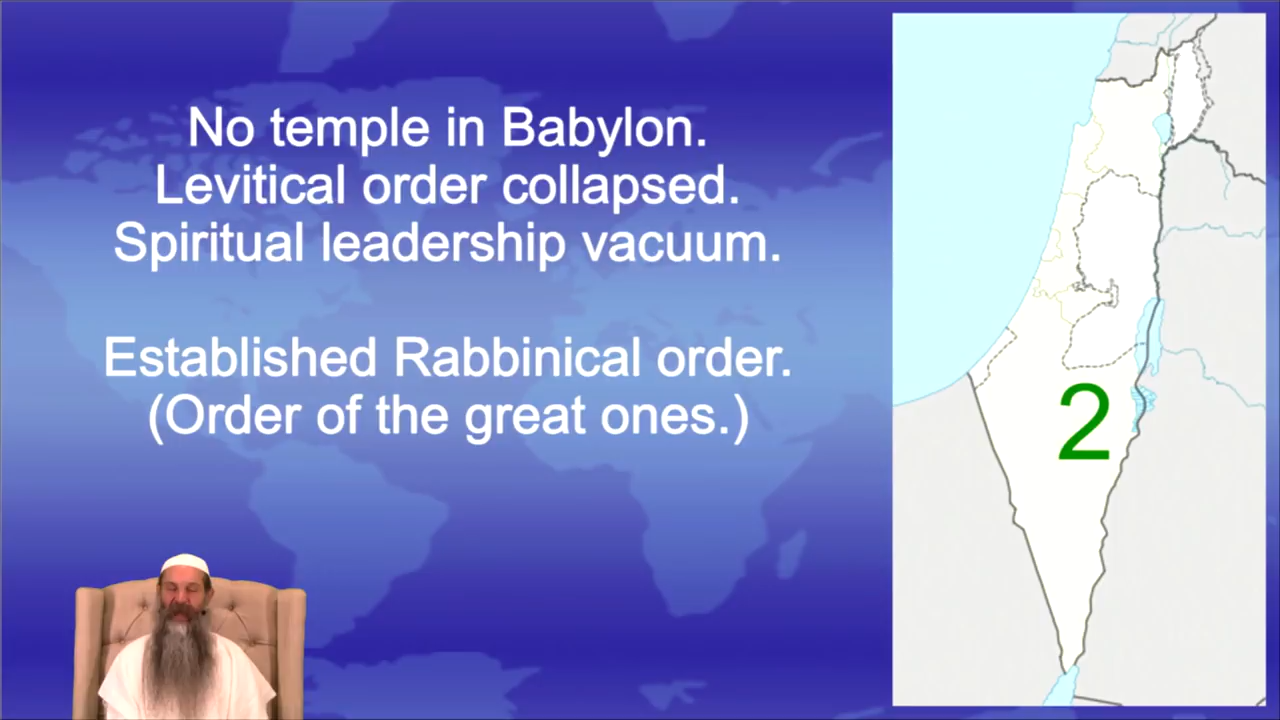 No temple in Babylon.
Levitical order collapsed.
Spiritual leadership vacuum.
Established Rabbinical order.
(Order of the great ones.)
2